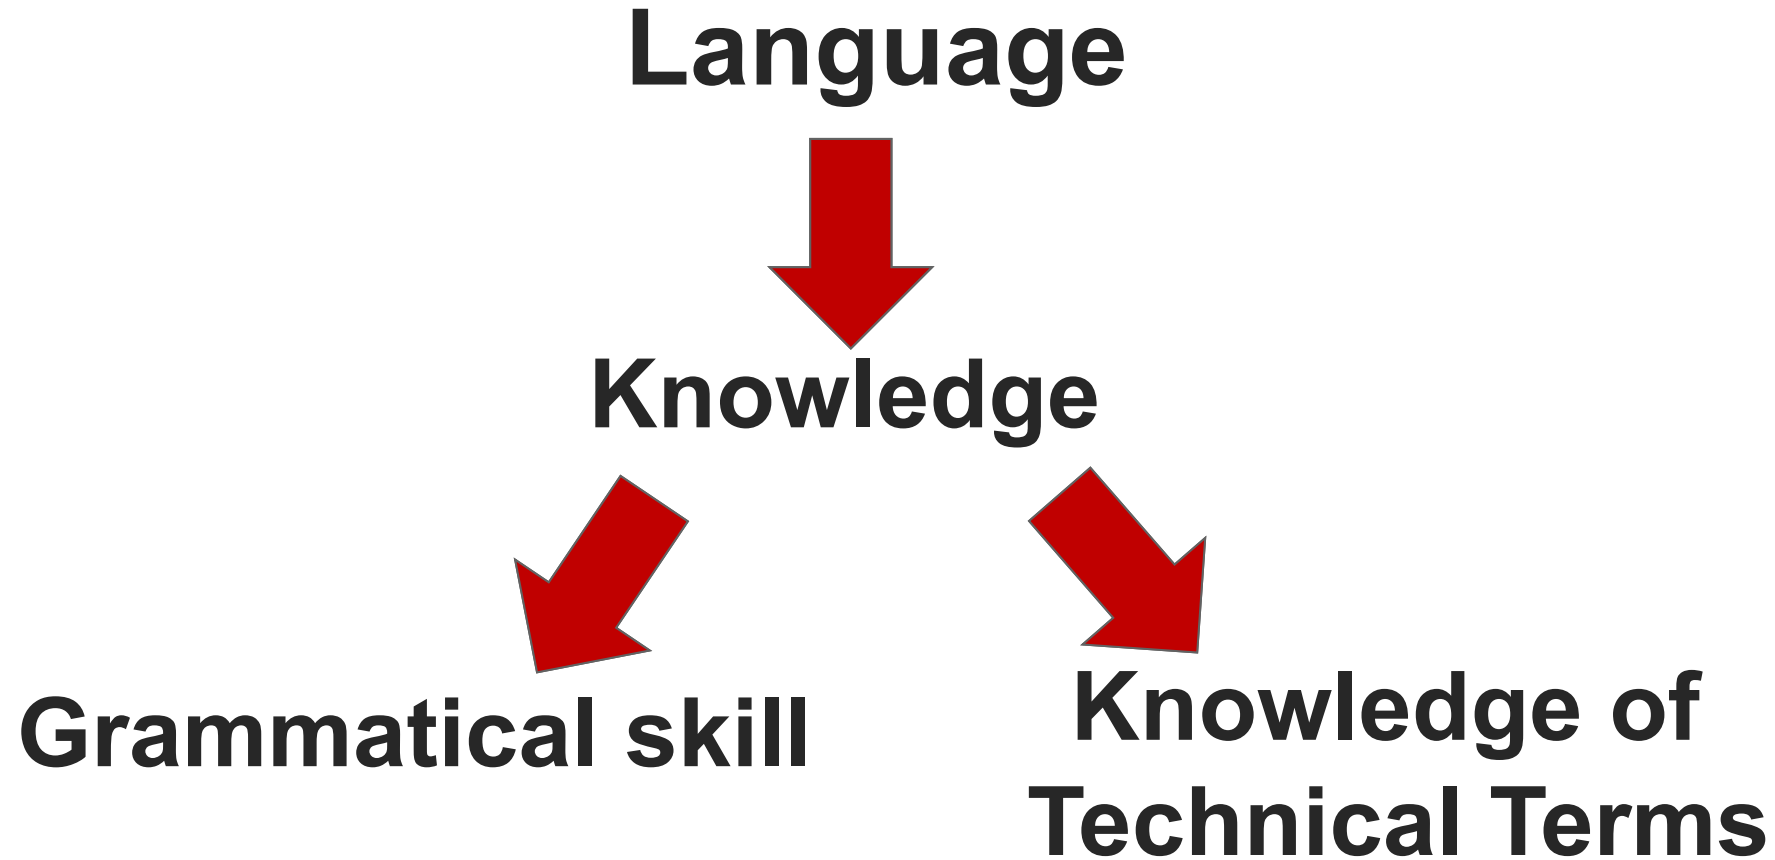 Language
Knowledge
Grammatical skill
Knowledge of
Technical Terms